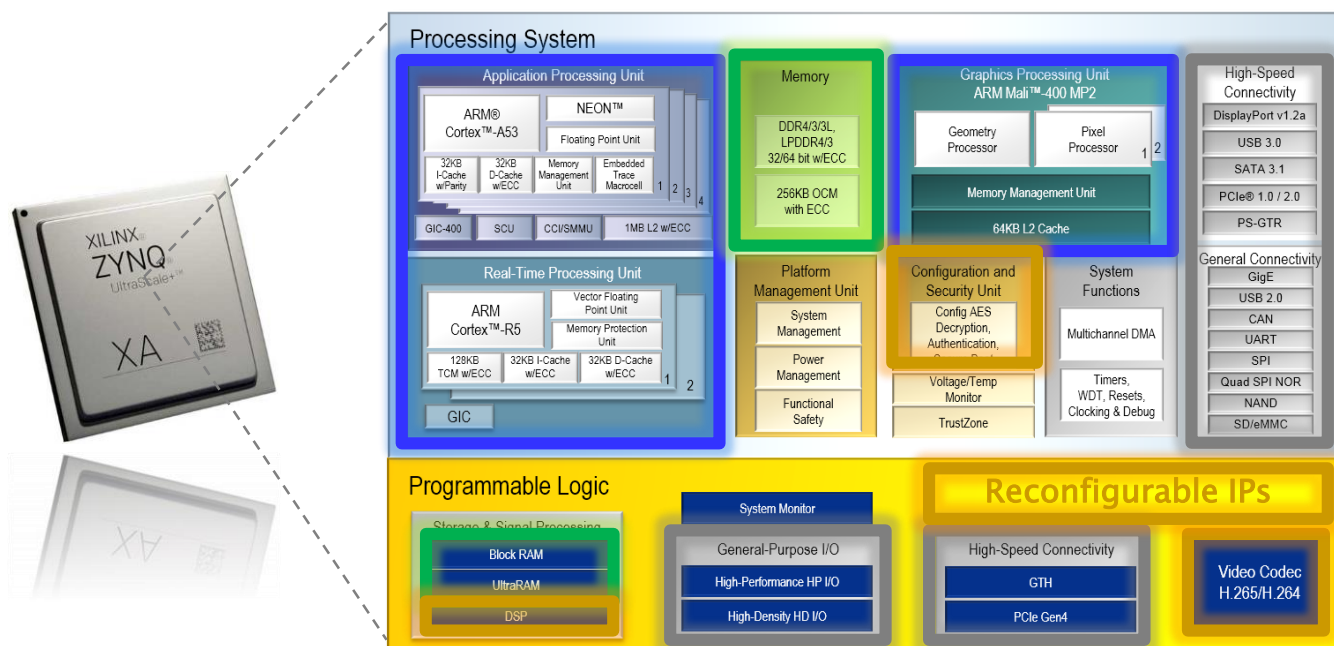 XILINX®
ZYNQ®
UltraScale+™
XA
Processing System
Application Processing Unit
ARM®
Cortex™-A53
NEON™
Floating Point Unit
32KB
I-Cache
w/Parity
32KB
D-Cache
w/ECC
Memory
Management
Unit
Embedded
Trace
Macrocell
1
2
3
4
GIC-400
SCU
CCI/SMMU
1MB L2 w/ECC
Real-Time Processing Unit
ARM
Cortex™-R5
Vector Floating
Point Unit
Memory Protection
Unit
128KB
TCM w/ECC
32KB I-Cache
w/ECC
32KB D-Cache
w/ECC
1
2
GIC
Memory
DDR4/3/3L,
LPDDR4/3
32/64 bit w/ECC
256KB OCM
with ECC
Graphics Processing Unit
ARM Mali™-400 MP2
Geometry
Processor
Pixel
Processor
1
2
Memory Management Unit
64KB L2 Cache
Platform
Management Unit
System
Management
Power
Management
Functional
Safety
Configuration and
Security Unit
Config AES
Decryption,
Authentication,
Voltage/Temp
Monitor
TrustZone
System
Functions
Multichannel DMA
Timers,
WDT, Resets,
Clocking & Debug
High-Speed
Connectivity
DisplayPort v1.2a
USB 3.0
SATA 3.1
PCIe® 1.0 / 2.0
PS-GTR
General Connectivity
GigE
USB 2.0
CAN
UART
SPI
Quad SPI NOR
NAND
SD/eMMC
Programmable Logic
Storage & Signal Processing
Block RAM
UltraRAM
DSP
System Monitor
General-Purpose I/O
High-Performance HP I/O
High-Density HD I/O
Reconfigurable IPs
High-Speed Connectivity
GTH
PCIe Gen4
Video Codec
H.265/H.264